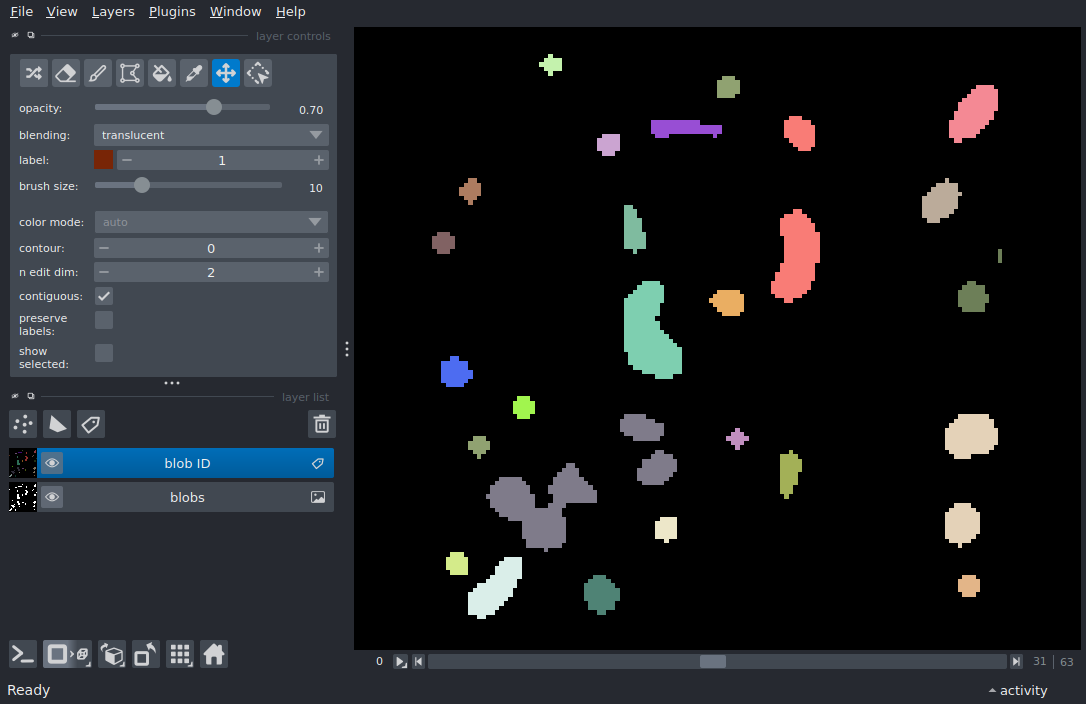 File View Layers Plugins Window Help
layer controls
opacity: 0.70
blending: translucent
label: 1
brush size: 10
color mode: auto
contour: 0
n edit dim: 2
contiguous:
preserve
labels:
show
selected:
layer list
blob ID
blobs
0 31 63
Ready activity